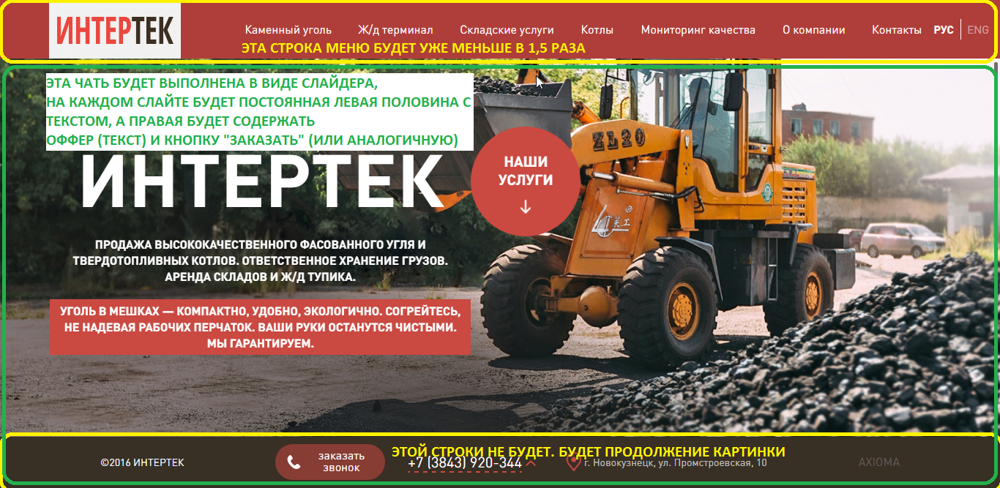 ИНТЕРТЕК
Каменный уголь Ж/д терминал Складские услуги Котлы Мониторинг качества О компании Контакты РУС ENG
ЭТА СТРОКА МЕНЮ БУДЕТ УЖЕ МЕНЬШЕ В 1,5 РАЗА
ЭТА ЧАТЬ БУДЕТ ВЫПОЛНЕНА В ВИДЕ СЛАЙДЕРА,
НА КАЖДОМ СЛАЙТЕ БУДЕТ ПОСТОЯННАЯ ЛЕВАЯ ПОЛОВИНА С
ТЕКСТОМ, А ПРАВАЯ БУДЕТ СОДЕРЖАТЬ
ОФФЕР (ТЕКСТ) И КНОПКУ "ЗАКАЗАТЬ" (ИЛИ АНАЛОГИЧНУЮ)
ИНТЕРТЕК
НАШИ
УСЛУГИ
ZL20
ПРОДАЖА ВЫСОКОКАЧЕСТВЕННОГО ФАСОВАННОГО УГЛЯ И
ТВЕРДОТОПЛИВНЫХ КОТЛОВ. ОТВЕТСТВЕННОЕ ХРАНЕНИЕ ГРУЗОВ.
АРЕНДА СКЛАДОВ И Ж/Д ТУПИКА.
УГОЛЬ В МЕШКАХ — КОМПАКТНО, УДОБНО, ЭКОЛОГИЧНО. СОГРЕЙТЕСЬ,
НЕ НАДЕВАЯ РАБОЧИХ ПЕРЧАТОК. ВАШИ РУКИ ОСТАНУТСЯ ЧИСТЫМИ.
МЫ ГАРАНТИРУЕМ.
ЭТОЙ СТРОКИ НЕ БУДЕТ. БУДЕТ ПРОДОЛЖЕНИЕ КАРТИНКИ
©2016 ИНТЕРТЕК
заказать
звонок
+7 (3843) 920-344
г. Новокузнецк, ул. Промстроевская, 10
AXIOMA